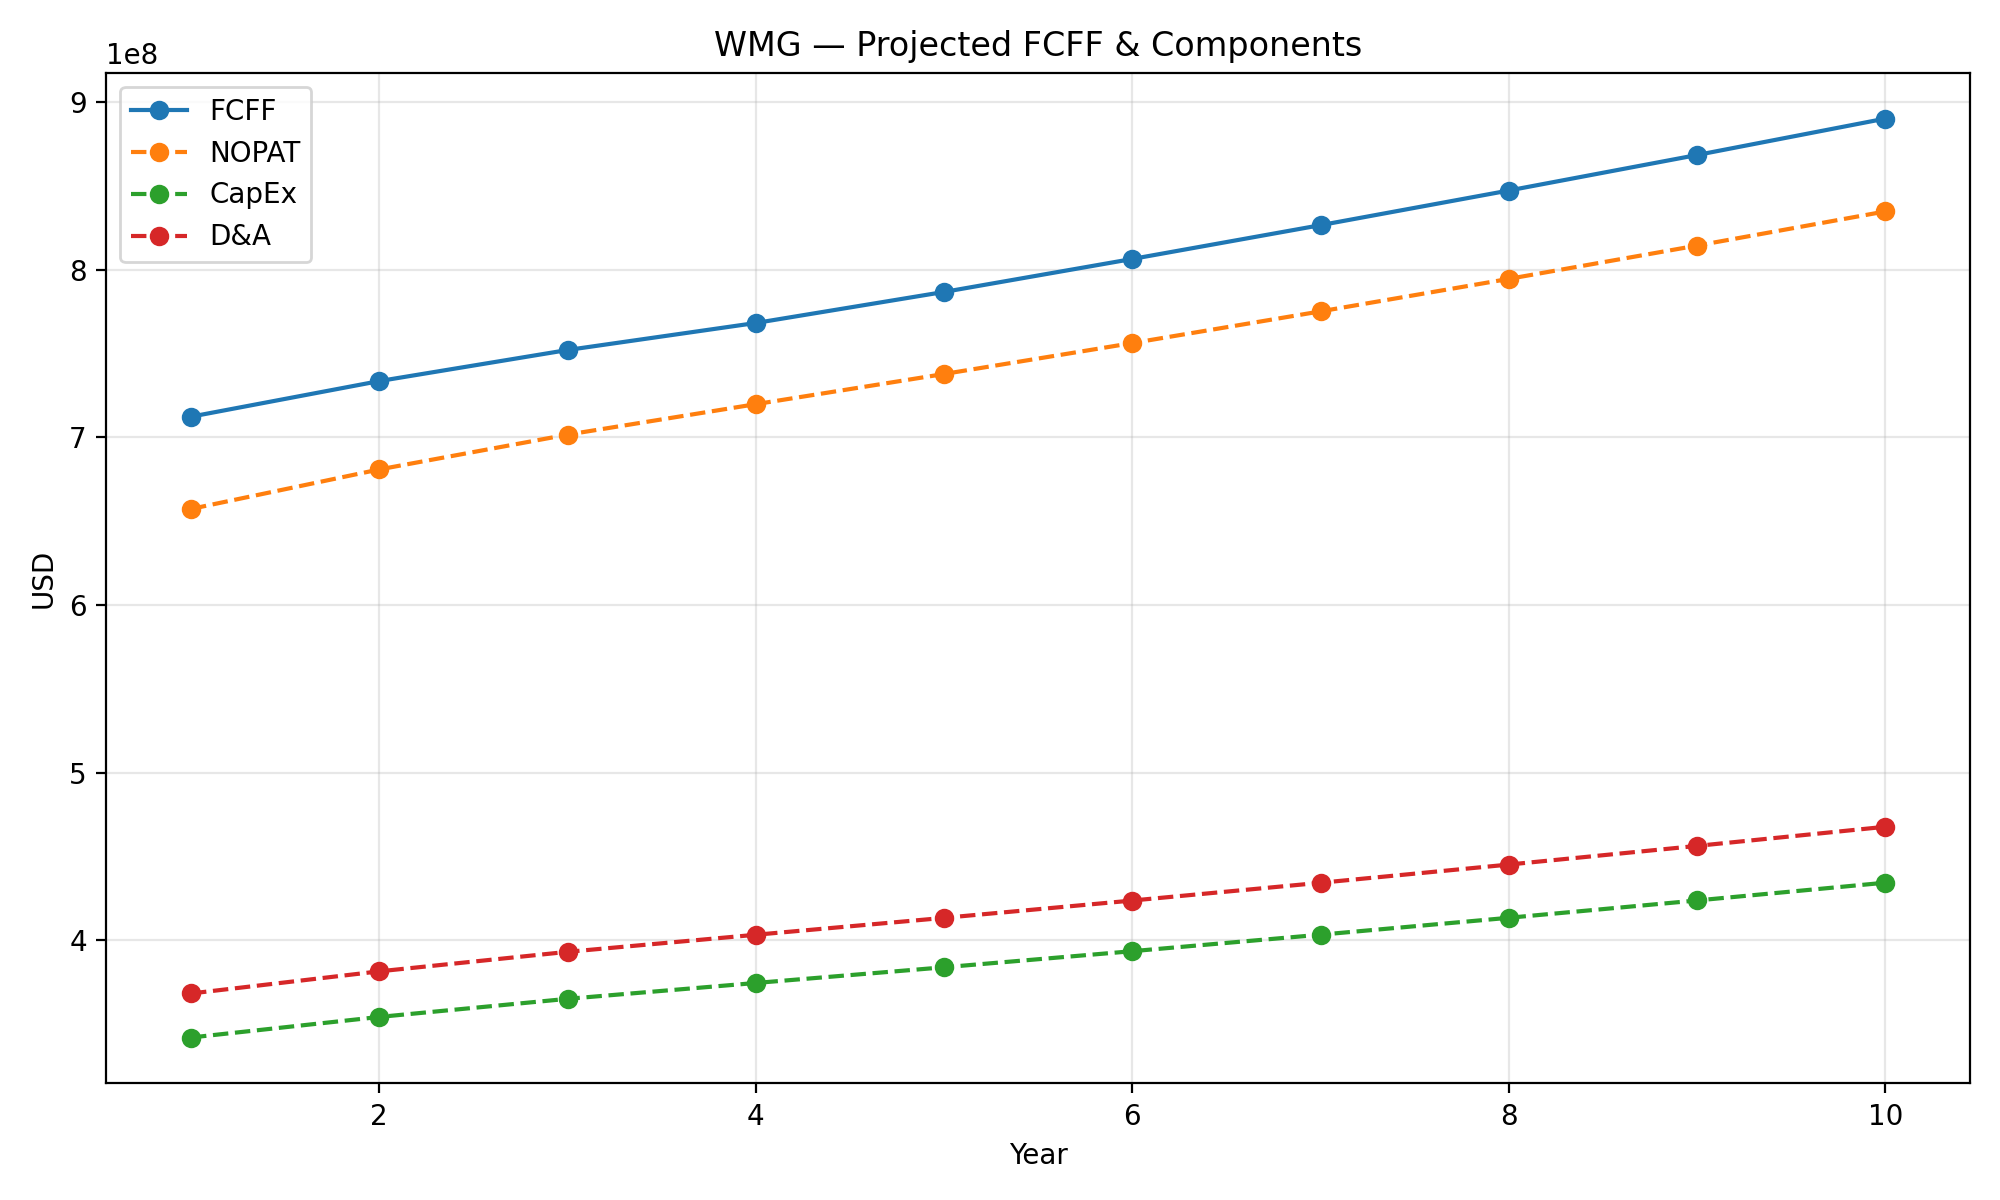 WMG — Projected FCFF & Components
1e8
FCFF
NOPAT
CapEx
D&A
9
8
7
6
5
4
USD
2
4
6
8
10
Year